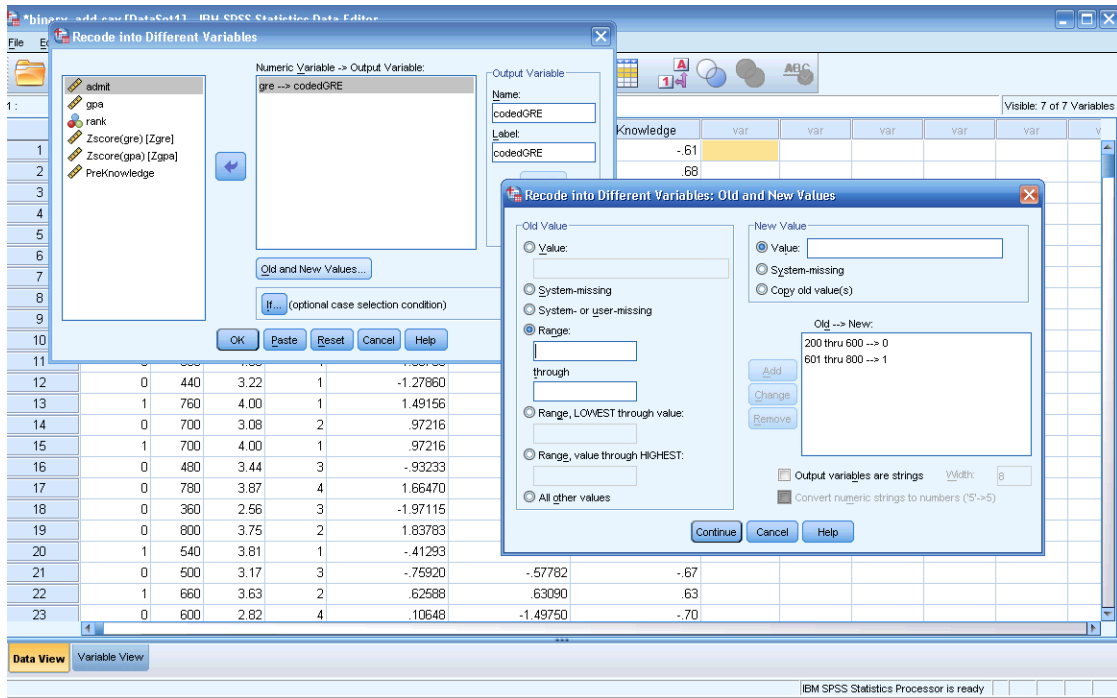 *binary_add.sav [DataSet1] - IBM SPSS Statistics Data Editor
File
Recode into Different Variables
admit
gpa
rank
Zscore(gre) [Zgre]
Zscore(gpa) [Zgpa]
PreKnowledge
Numeric Variable -> Output Variable:
gre --> codedGRE
Output Variable
Name:
codedGRE
Label:
codedGRE
Old and New Values...
If... (optional case selection condition)
OK Paste Reset Cancel Help
1 :
Visible: 7 of 7 Variables
Knowledge var var var var var
1 -.61
2 .68
3
4
5
6
7
8
9
10
11
12 0 440 3.22 1 -1.27860
13 1 760 4.00 1 1.49156
14 0 700 3.08 2 .97216
15 1 700 4.00 1 .97216
16 0 480 3.44 3 -.93233
17 0 780 3.87 4 1.66470
18 0 360 2.56 3 -1.97115
19 0 800 3.75 2 1.83783
20 1 540 3.81 1 -.41293
21 0 500 3.17 3 -.75920 -.57782 -.67
22 1 660 3.63 2 .62588 .63090 .63
23 0 600 2.82 4 .10648 -1.49750 -.70
Recode into Different Variables: Old and New Values
Old Value
Value:
System-missing
System- or user-missing
Range:
through
Range, LOWEST through value:
Range, value through HIGHEST:
All other values
New Value
Value:
System-missing
Copy old value(s)
Old --> New:
200 thru 600 --> 0
601 thru 800 --> 1
Add
Change
Remove
Output variables are strings Width: 8
Convert numeric strings to numbers ('5'->5)
Continue Cancel Help
Data View Variable View
IBM SPSS Statistics Processor is ready